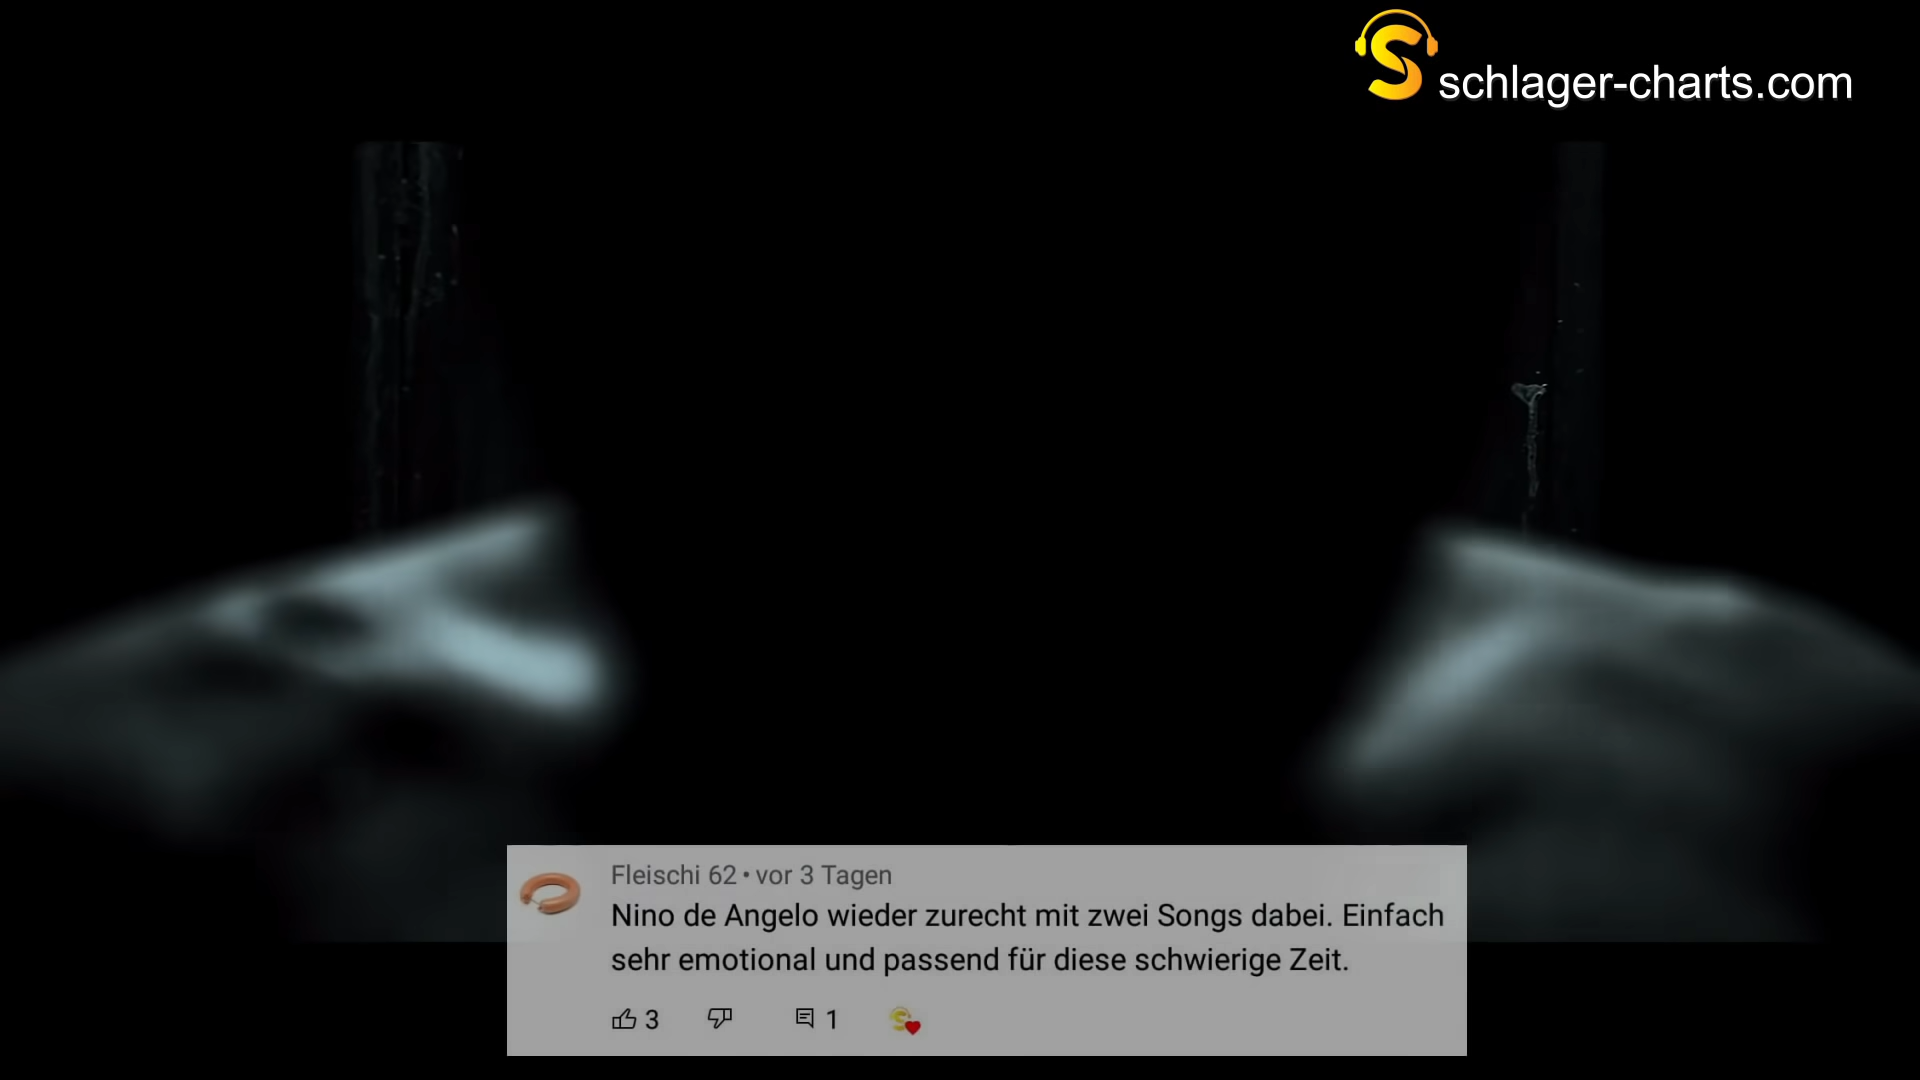 schlager-charts.com
Fleischi 62 • vor 3 Tagen
Nino de Angelo wieder zurecht mit zwei Songs dabei. Einfach
sehr emotional und passend für diese schwierige Zeit.
3 1